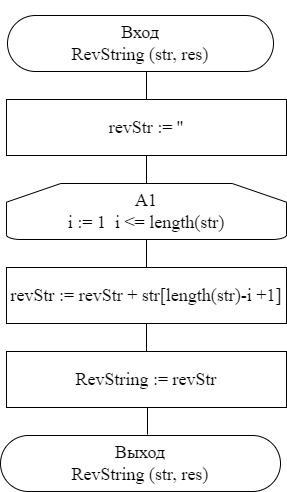 Вход
RevString (str, res)
revStr := ''
A1
i := 1 i <= length(str)
revStr := revStr + str[length(str)-i +1]
RevString := revStr
Выход
RevString (str, res)